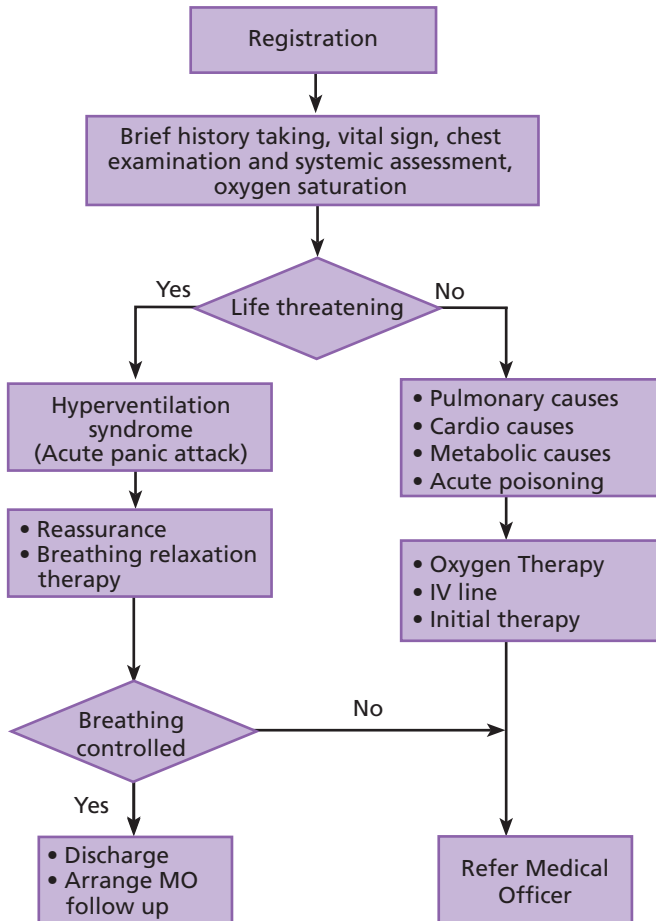 Registration
Brief history taking, vital sign, chest
examination and systemic assessment,
oxygen saturation
Life threatening
Yes
No
Hyperventilation
syndrome
(Acute panic attack)
• Pulmonary causes
• Cardio causes
• Metabolic causes
• Acute poisoning
• Reassurance
• Breathing relaxation
therapy
• Oxygen Therapy
• IV line
• Initial therapy
Breathing
controlled
No
Yes
• Discharge
• Arrange MO
follow up
Refer Medical
Officer